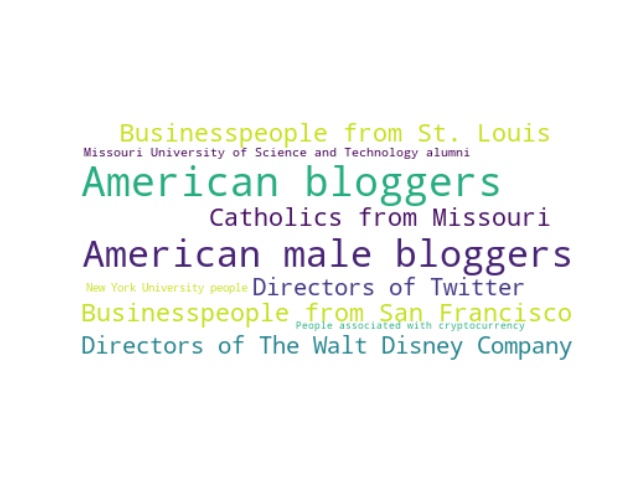 Businesspeople from St. Louis
Missouri University of Science and Technology alumni
American bloggers
Catholics from Missouri
American male bloggers
New York University people
Directors of Twitter
Businesspeople from San Francisco
People associated with cryptocurrency
Directors of The Walt Disney Company